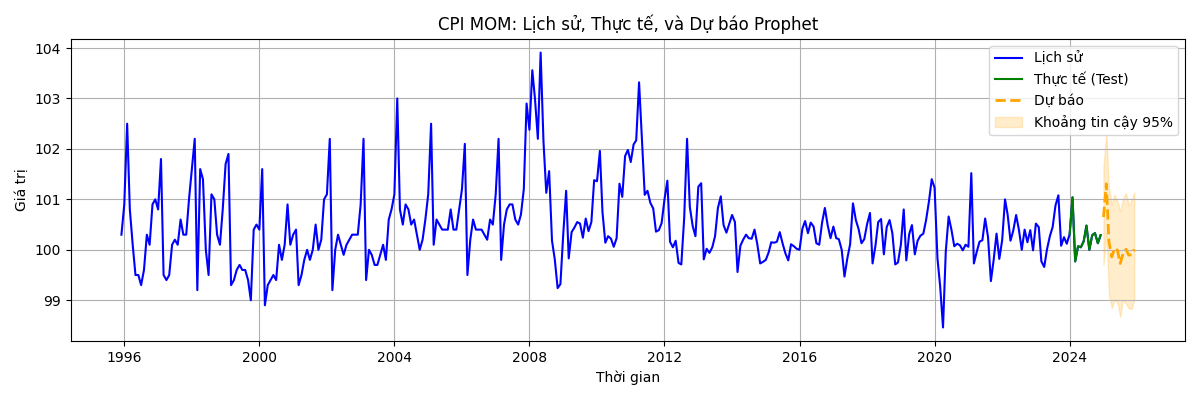 CPI MOM: Lịch sử, Thực tế, và Dự báo Prophet
Lịch sử
Thực tế (Test)
Dự báo
Khoảng tin cậy 95%
Giá trị
104
103
102
101
100
99
1996
2000
2004
2008
2012
2016
2020
2024
Thời gian